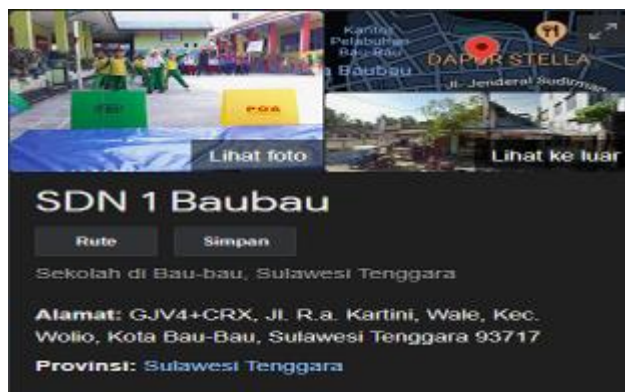 Kantor
Pelabuhan
Bau-Bau
a Baubau
DAPUR STELLA
Jl. Jenderal Sudirman
PGA
Lihat foto
Lihat ke luar
SDN 1 Baubau
Rute
Simpan
Sekolah di Bau-bau, Sulawesi Tenggara
Alamat: GJV4+CRX, Jl. R.a. Kartini, Wale, Kec.
Wolio, Kota Bau-Bau, Sulawesi Tenggara 93717
Provinsi: Sulawesi Tenggara